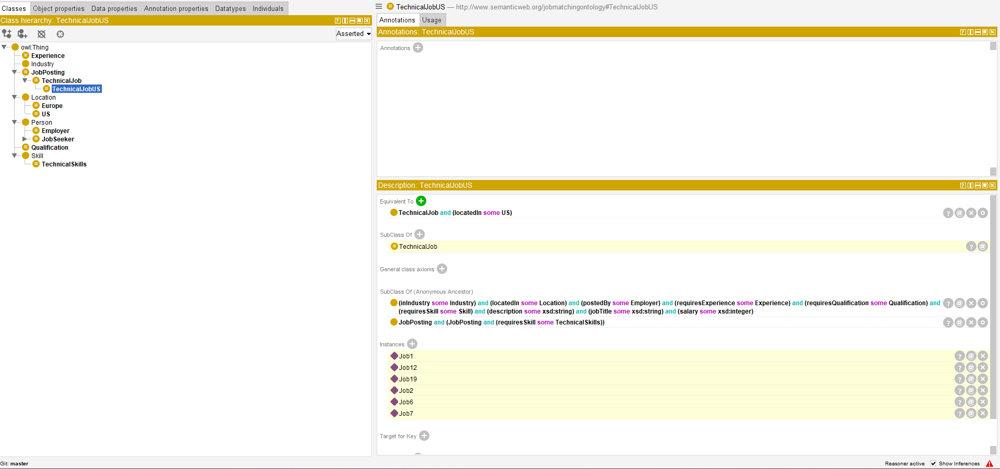 Classes Object properties Data properties Annotation properties Datatypes Individuals
Class hierarchy: TechnicalJobUS
Asserted
owl:Thing
Experience
Industry
JobPosting
TechnicalJob
TechnicalJobUS
Location
Europe
US
Person
Employer
JobSeeker
Qualification
Skill
TechnicalSkills
TechnicalJobUS — http://www.semanticweb.org/jobmatchingontology#TechnicalJobUS
Annotations Usage
Annotations: TechnicalJobUS
Annotations
Description: TechnicalJobUS
Equivalent To
TechnicalJob and (locatedIn some US)
SubClass Of
TechnicalJob
General class axioms
SubClass Of (Anonymous Ancestor)
(inIndustry some Industry) and (locatedIn some Location) and (postedBy some Employer) and (requiresExperience some Experience) and (requiresQualification some Qualification) and
(requiresSkill some Skill) and (description some xsd:string) and (jobTitle some xsd:string) and (salary some xsd:integer)
JobPosting and (JobPosting and (requiresSkill some TechnicalSkills))
Instances
Job1
Job12
Job19
Job2
Job6
Job7
Target for Key
Git: master
Reasoner active Show Inferences